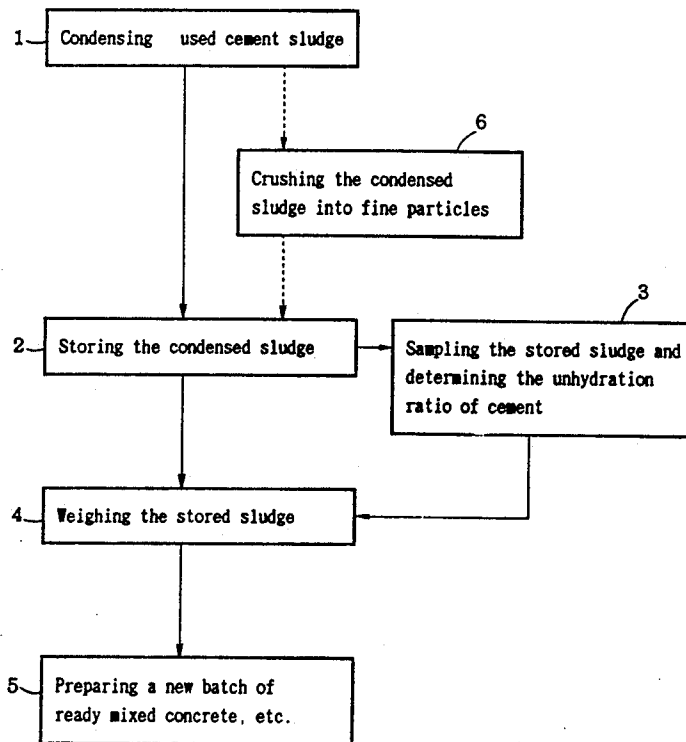 1 Condensing used cement sludge
6
Crushing the condensed
sludge into fine particles
3
2 Storing the condensed sludge
Sampling the stored sludge and
determining the unhydration
ratio of cement
4 Weighing the stored sludge
5 Preparing a new batch of
ready mixed concrete, etc.